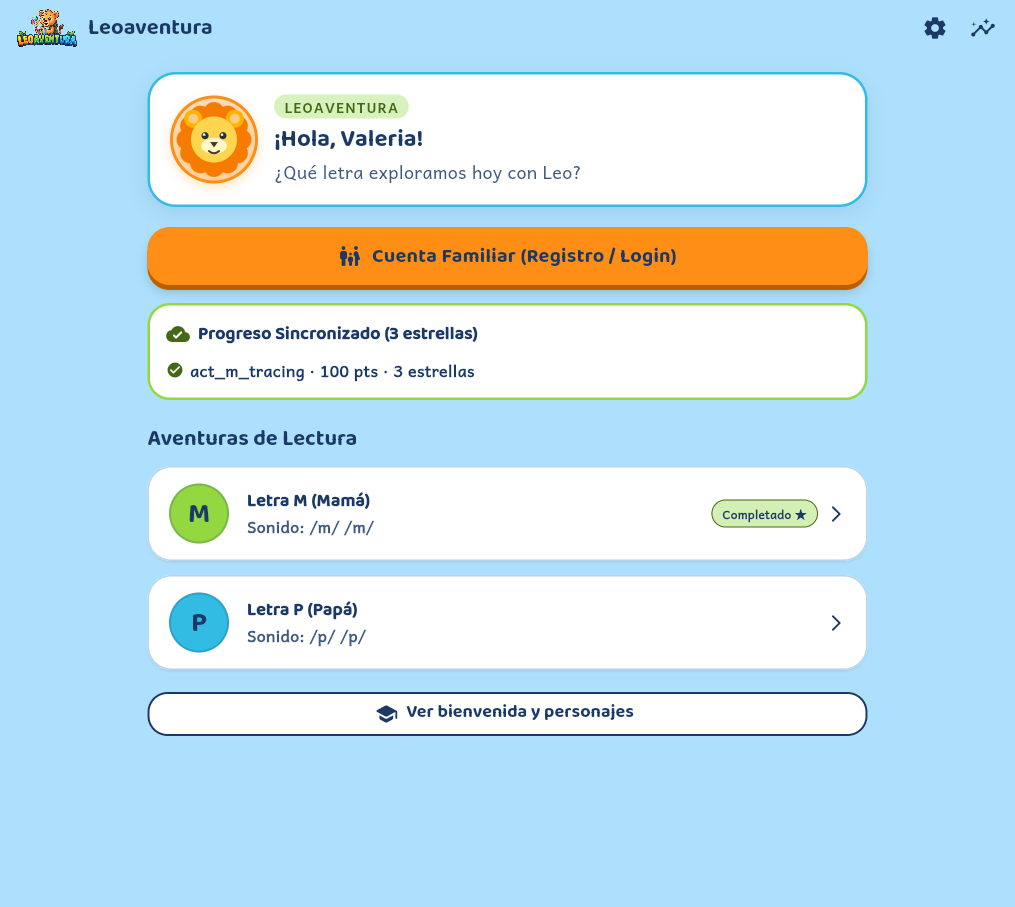 LEOAVENTURA
Leoaventura
LEOAVENTURA
¡Hola, Valeria!
¿Qué letra exploramos hoy con Leo?
Cuenta Familiar (Registro / Login)
Progreso Sincronizado (3 estrellas)
act_m_tracing · 100 pts · 3 estrellas
Aventuras de Lectura
M
Letra M (Mamá)
Sonido: /m/ /m/
Completado ★
P
Letra P (Papá)
Sonido: /p/ /p/
Ver bienvenida y personajes